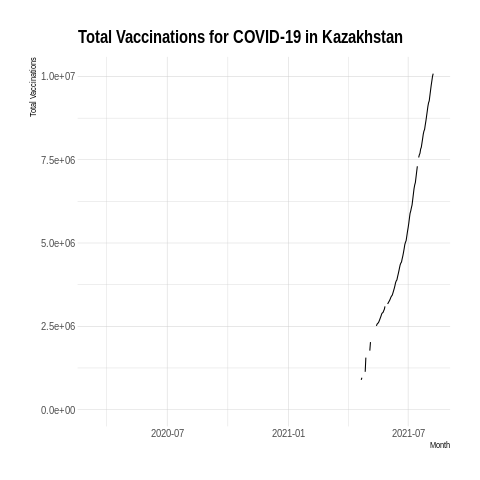 Total Vaccinations for COVID-19 in Kazakhstan
Total Vaccinations
1.0e+07
7.5e+06
5.0e+06
2.5e+06
0.0e+00
2020-07
2021-01
2021-07
Month